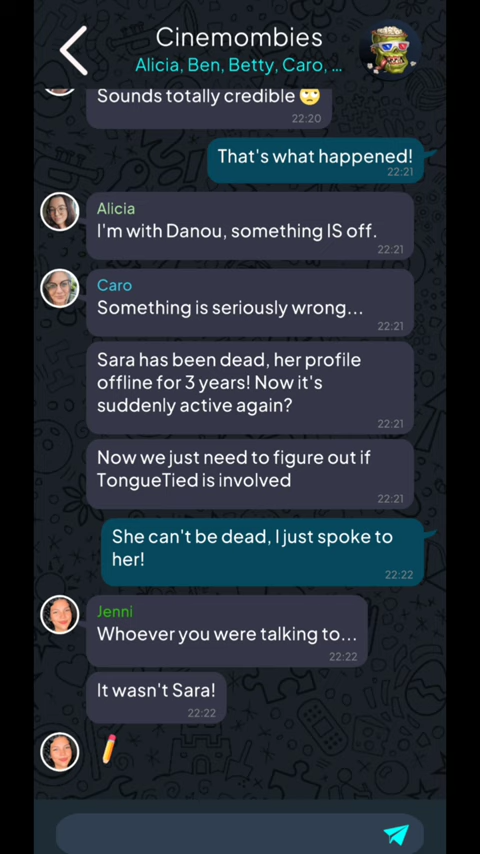 Cinemombies
Alicia, Ben, Betty, Caro, ...
Sounds totally credible 🙄
22:20
That's what happened!
22:21
Alicia
I'm with Danou, something IS off.
22:21
Caro
Something is seriously wrong...
22:21
Sara has been dead, her profile
offline for 3 years! Now it's
suddenly active again?
22:21
Now we just need to figure out if
TongueTied is involved
22:21
She can't be dead, I just spoke to
her!
22:22
Jenni
Whoever you were talking to...
22:22
It wasn't Sara!
22:22